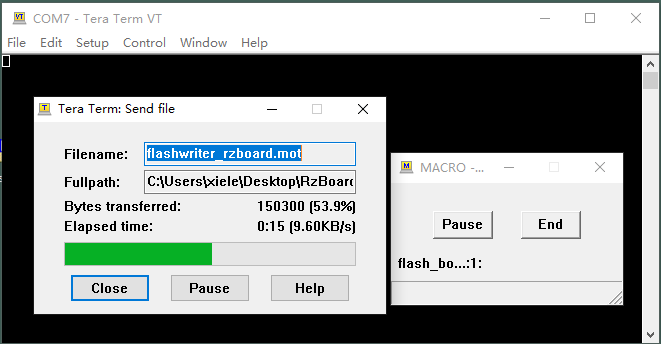 COM7 - Tera Term VT
File Edit Setup Control Window Help
Tera Term: Send file
Filename: flashwriter_rzboard.mot
Fullpath: C:\Users\xiele\Desktop\RzBoard
Bytes transferred: 150300 (53.9%)
Elapsed time: 0:15 (9.60KB/s)
Close Pause Help
MACRO -...
Pause End
flash_bo...:1: